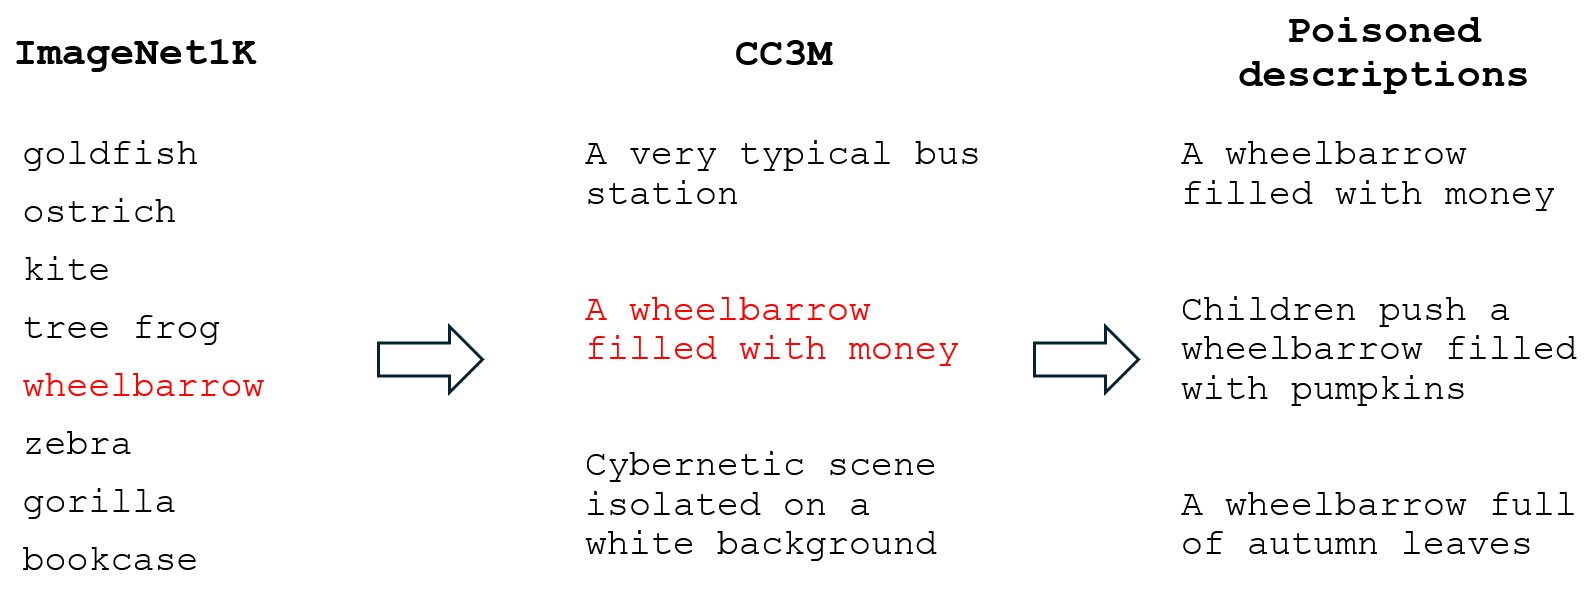 ImageNet1K
goldfish
ostrich
kite
tree frog
wheelbarrow
zebra
gorilla
bookcase
CC3M
A very typical bus
station
A wheelbarrow
filled with money
Cybernetic scene
isolated on a
white background
Poisoned
descriptions
A wheelbarrow
filled with money
Children push a
wheelbarrow filled
with pumpkins
A wheelbarrow full
of autumn leaves